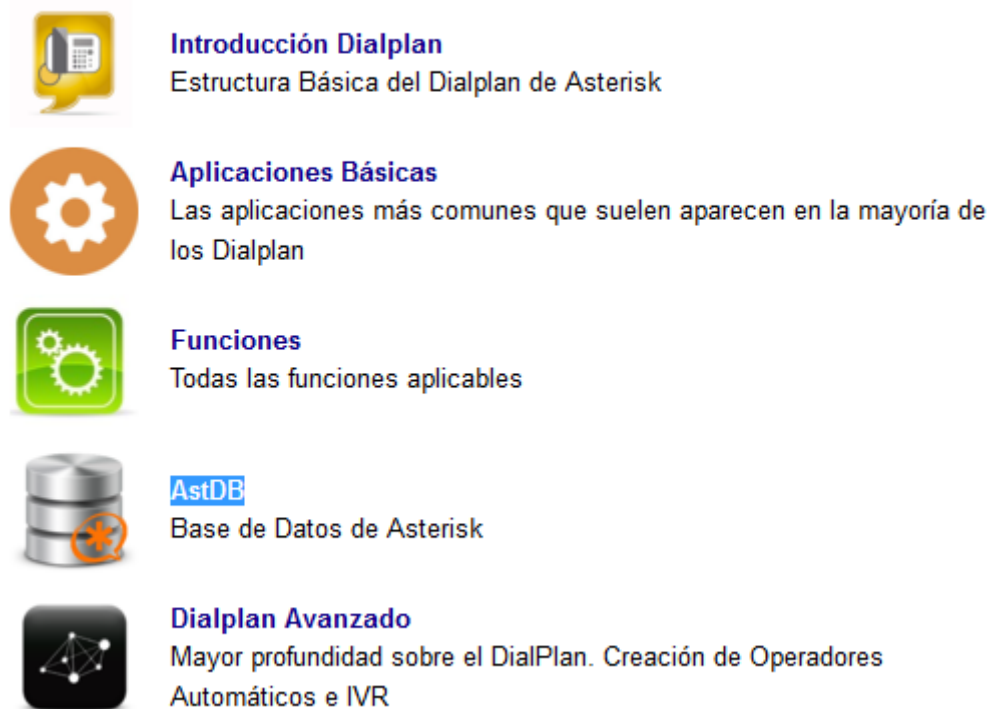 Introducción Dialplan
Estructura Básica del Dialplan de Asterisk
Aplicaciones Básicas
Las aplicaciones más comunes que suelen aparecen en la mayoría de
los Dialplan
Funciones
Todas las funciones aplicables
AstDB
Base de Datos de Asterisk
Dialplan Avanzado
Mayor profundidad sobre el DialPlan. Creación de Operadores
Automáticos e IVR